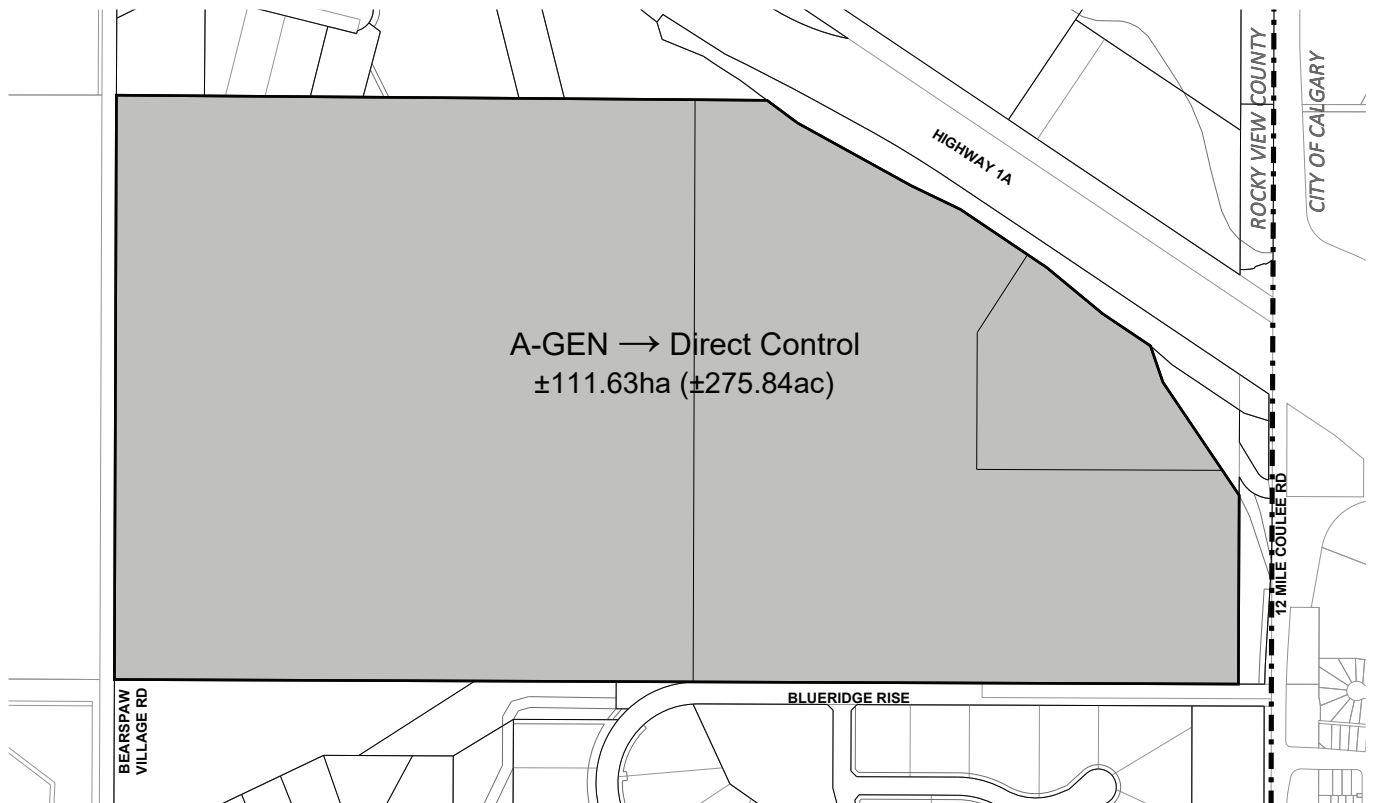 ROCKY VIEW COUNTY
CITY OF CALGARY
HIGHWAY 1A
A-GEN → Direct Control
±111.63ha (±275.84ac)
12 MILE COULEE RD
BLUERIDGE RISE
BEARSPAW
VILLAGE RD